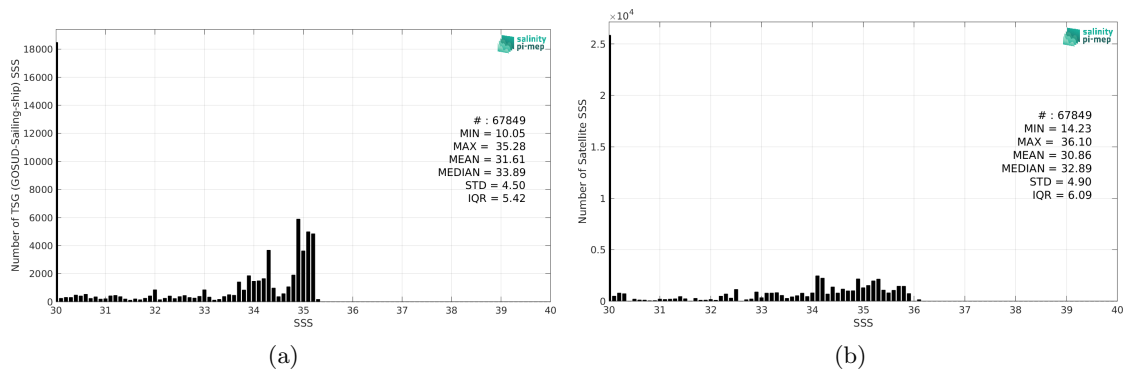 salinity
pi-mep
18000
16000
14000
12000
10000
8000
6000
4000
2000
0
Number of TSG (GOSUD-Sailing-ship) SSS
# : 67849
MIN = 10.05
MAX = 35.28
MEAN = 31.61
MEDIAN = 33.89
STD = 4.50
IQR = 5.42
30 31 32 33 34 35 36 37 38 39 40
SSS
(a)
×10⁴
salinity
pi-mep
2.5
2
1.5
1
0.5
0
Number of Satellite SSS
# : 67849
MIN = 14.23
MAX = 36.10
MEAN = 30.86
MEDIAN = 32.89
STD = 4.90
IQR = 6.09
30 31 32 33 34 35 36 37 38 39 40
SSS
(b)